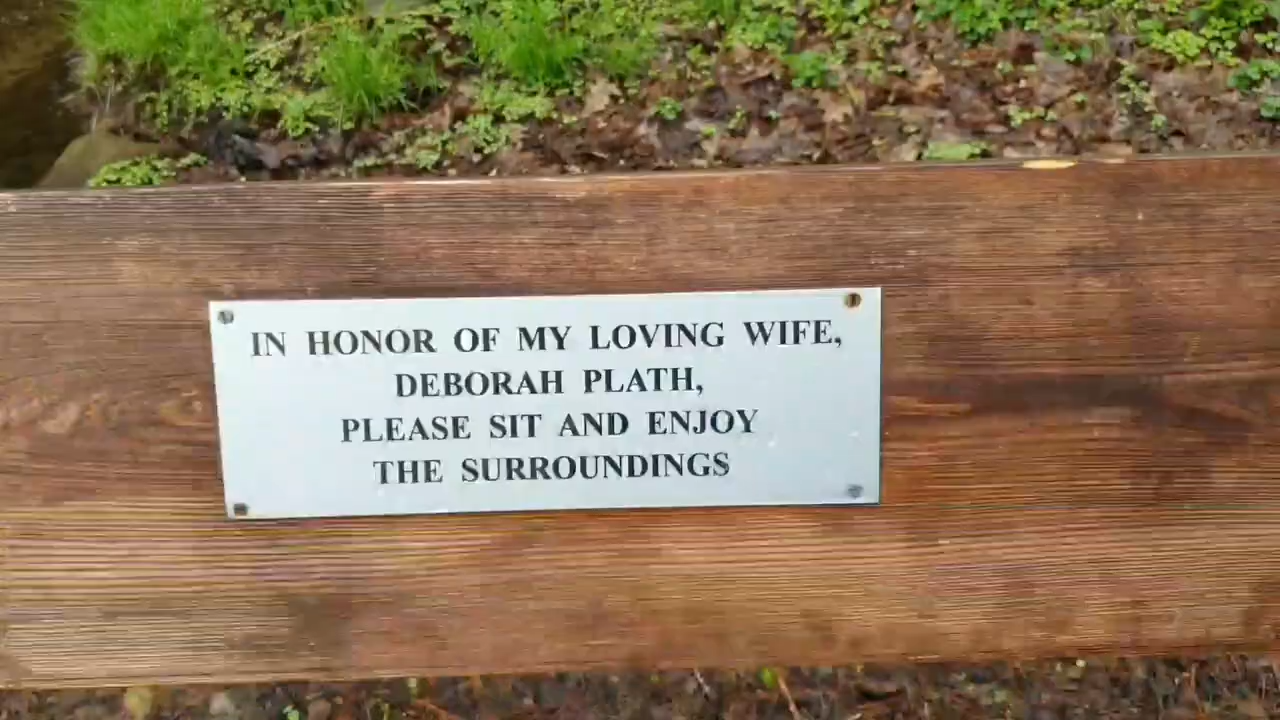 IN HONOR OF MY LOVING WIFE,
DEBORAH PLATH,
PLEASE SIT AND ENJOY
THE SURROUNDINGS